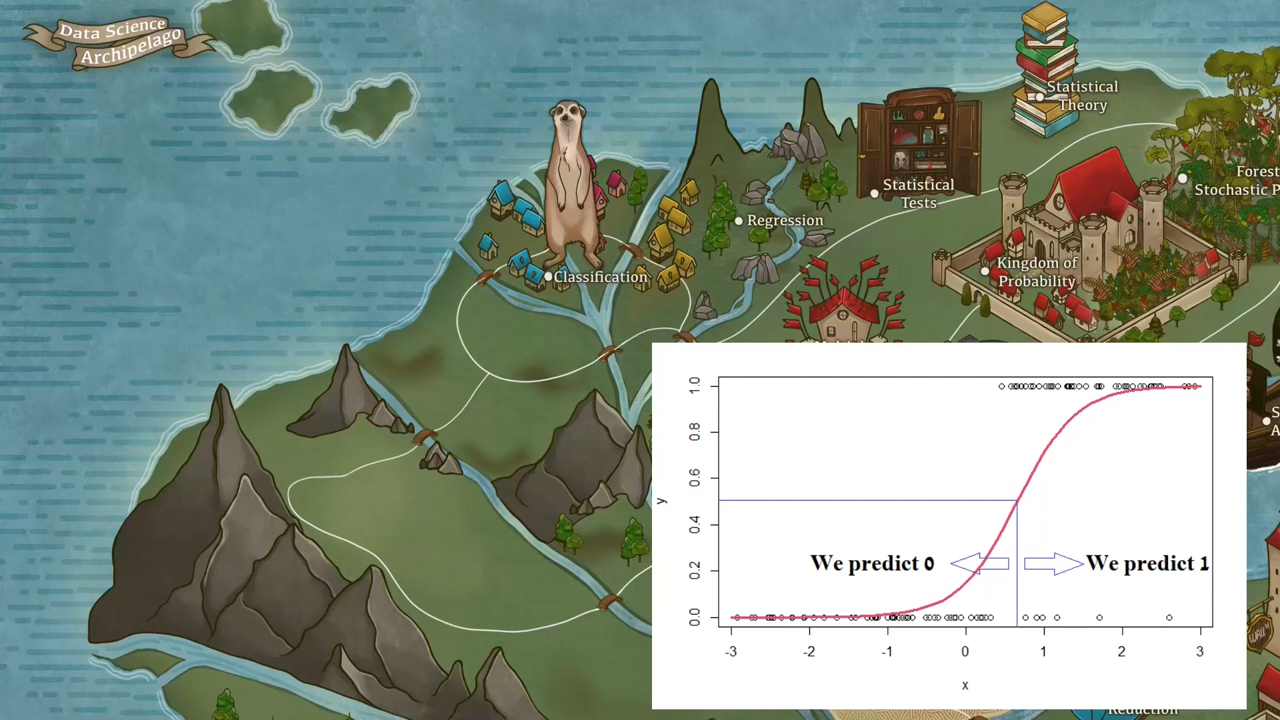 Data Science
Archipelago
Statistical
Theory
Forest
Stochastic P
Statistical
Tests
Regression
Classification
Kingdom of
Probability
1.0
0.8
0.6
0.4
0.2
0.0
y
We predict 0
We predict 1
-3
-2
-1
0
1
2
3
x
S
A